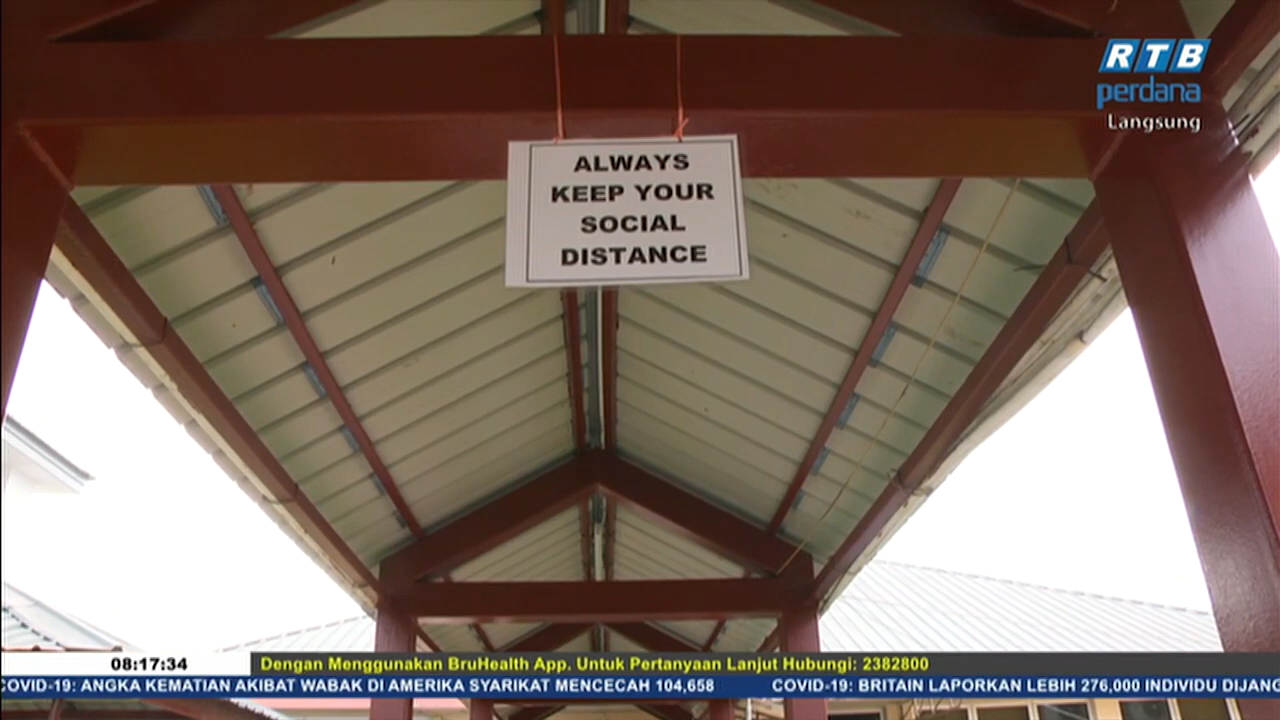 RTB
perdana
Langsung
ALWAYS
KEEP YOUR
SOCIAL
DISTANCE
08:17:34
Dengan Menggunakan BruHealth App. Untuk Pertanyaan Lanjut Hubungi: 2382800
COVID-19: ANGKA KEMATIAN AKIBAT WABAK DI AMERIKA SYARIKAT MENCECAH 104,658
COVID-19: BRITAIN LAPORKAN LEBIH 276,000 INDIVIDU DIJANG